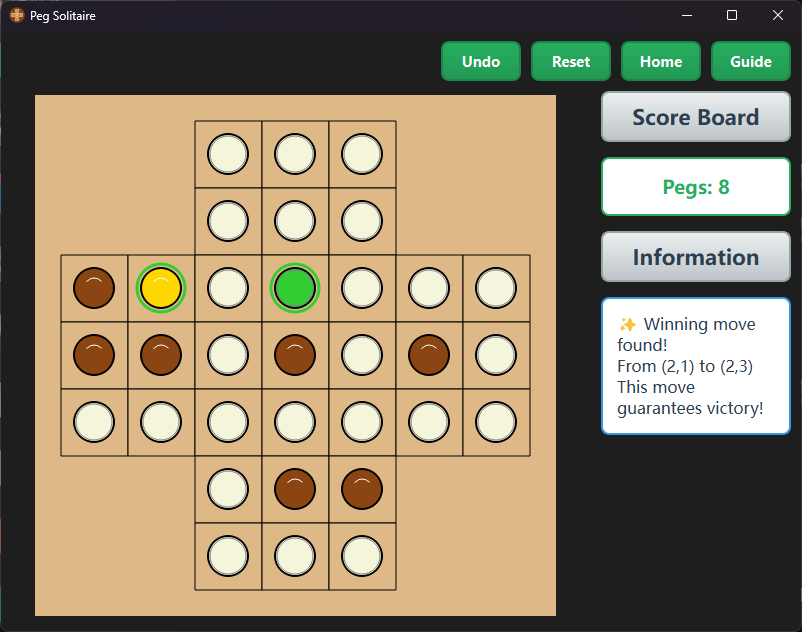 Peg Solitaire
Undo
Reset
Home
Guide
Score Board
Pegs: 8
Information
✨ Winning move
found!
From (2,1) to (2,3)
This move
guarantees victory!